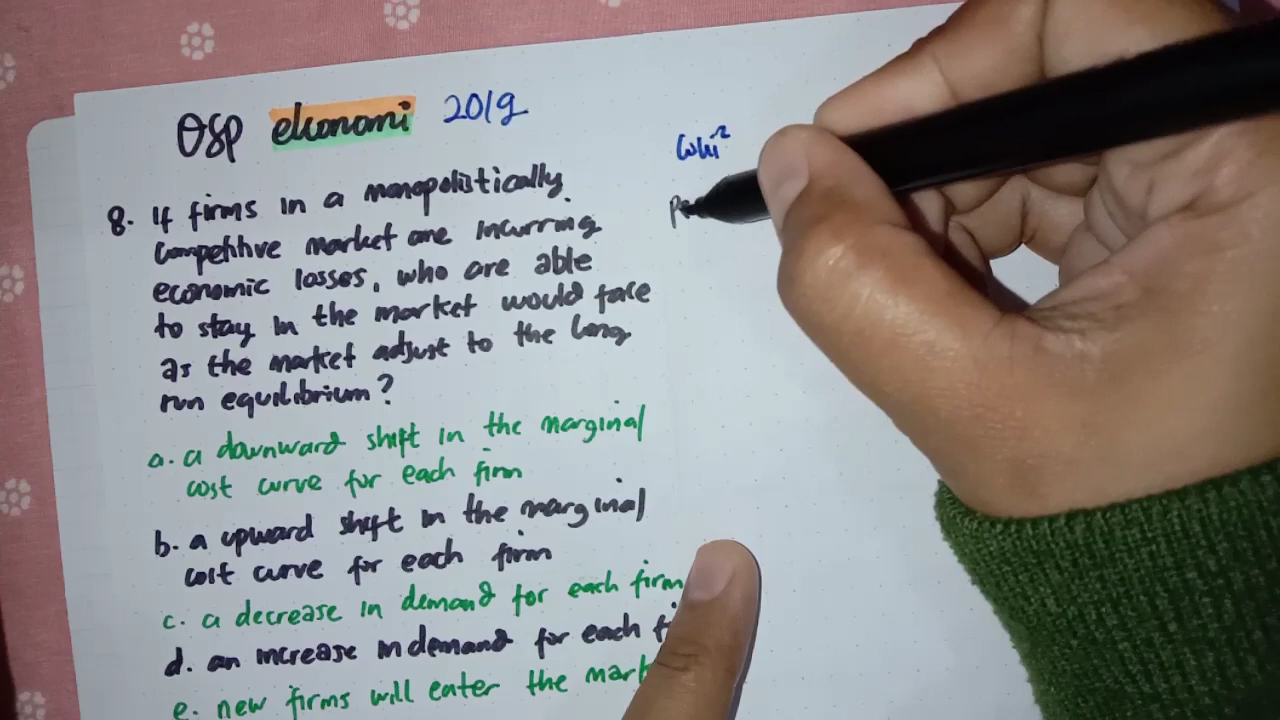 OSP ekonomi 2019
8. If firms in a monopolistically
competitive market are incurring
economic losses, who are able
to stay in the market would face
as the market adjust to the long
run equilibrium?
a. a downward shift in the marginal
cost curve for each firm
b. a upward shift in the marginal
cost curve for each firm
c. a decrease in demand for each firm
d. an increase in demand for each
e. new firms will enter the